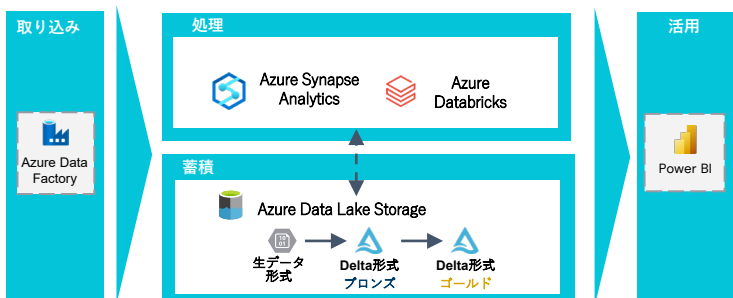 取り込み
Azure Data
Factory
処理
Azure Synapse
Analytics
Azure
Databricks
蓄積
Azure Data Lake Storage
10
01
生データ
形式
Delta形式
ブロンズ
Delta形式
ゴールド
活用
Power BI